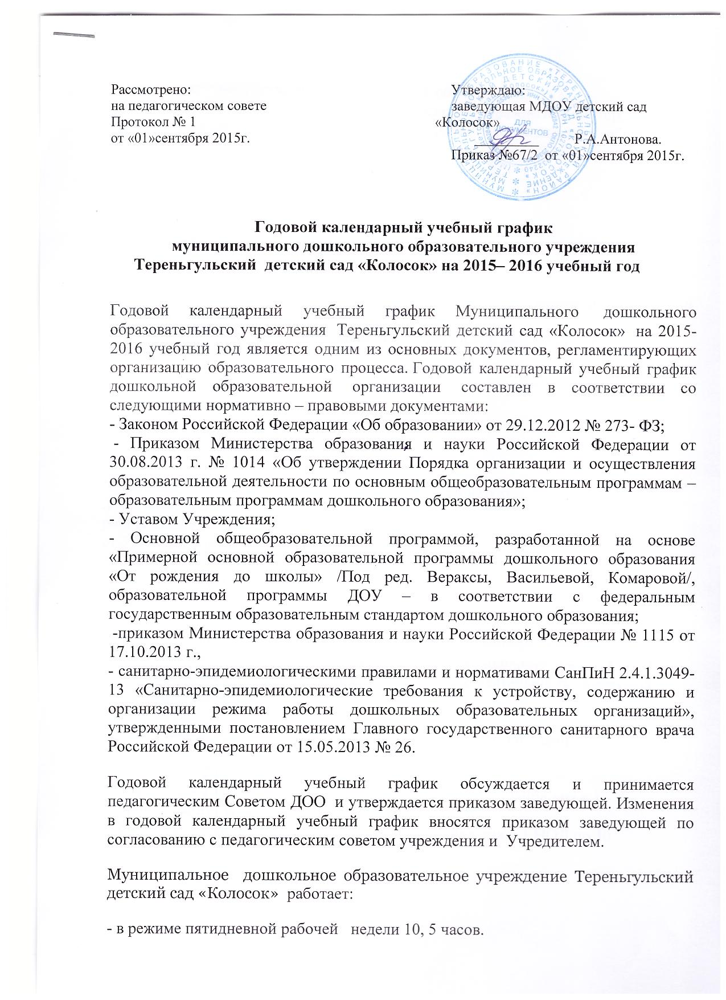 Рассмотрено:
на педагогическом совете
Протокол № 1
от «01»сентября 2015г.
Утверждаю:
заведующая МДОУ детский сад
«Колосок»
_________ Р.А.Антонова.
Приказ №67/2 от «01»сентября 2015г.
ДЛЯ
ДОКУМЕНТОВ
Годовой календарный учебный график
муниципального дошкольного образовательного учреждения
Тереньгульский детский сад «Колосок» на 2015– 2016 учебный год
Годовой календарный учебный график Муниципального дошкольного
образовательного учреждения Тереньгульский детский сад «Колосок» на 2015-
2016 учебный год является одним из основных документов, регламентирующих
организацию образовательного процесса. Годовой календарный учебный график
дошкольной образовательной организации составлен в соответствии со
следующими нормативно – правовыми документами:
- Законом Российской Федерации «Об образовании» от 29.12.2012 № 273- ФЗ;
- Приказом Министерства образования и науки Российской Федерации от
30.08.2013 г. № 1014 «Об утверждении Порядка организации и осуществления
образовательной деятельности по основным общеобразовательным программам –
образовательным программам дошкольного образования»;
- Уставом Учреждения;
- Основной общеобразовательной программой, разработанной на основе
«Примерной основной образовательной программы дошкольного образования
«От рождения до школы» /Под ред. Вераксы, Васильевой, Комаровой/,
образовательной программы ДОУ – в соответствии с федеральным
государственным образовательным стандартом дошкольного образования;
-приказом Министерства образования и науки Российской Федерации № 1115 от
17.10.2013 г.,
- санитарно-эпидемиологическими правилами и нормативами СанПиН 2.4.1.3049-
13 «Санитарно-эпидемиологические требования к устройству, содержанию и
организации режима работы дошкольных образовательных организаций»,
утвержденными постановлением Главного государственного санитарного врача
Российской Федерации от 15.05.2013 № 26.
Годовой календарный учебный график обсуждается и принимается
педагогическим Советом ДОО и утверждается приказом заведующей. Изменения
в годовой календарный учебный график вносятся приказом заведующей по
согласованию с педагогическим советом учреждения и Учредителем.
Муниципальное дошкольное образовательное учреждение Тереньгульский
детский сад «Колосок» работает:
- в режиме пятидневной рабочей недели 10, 5 часов.